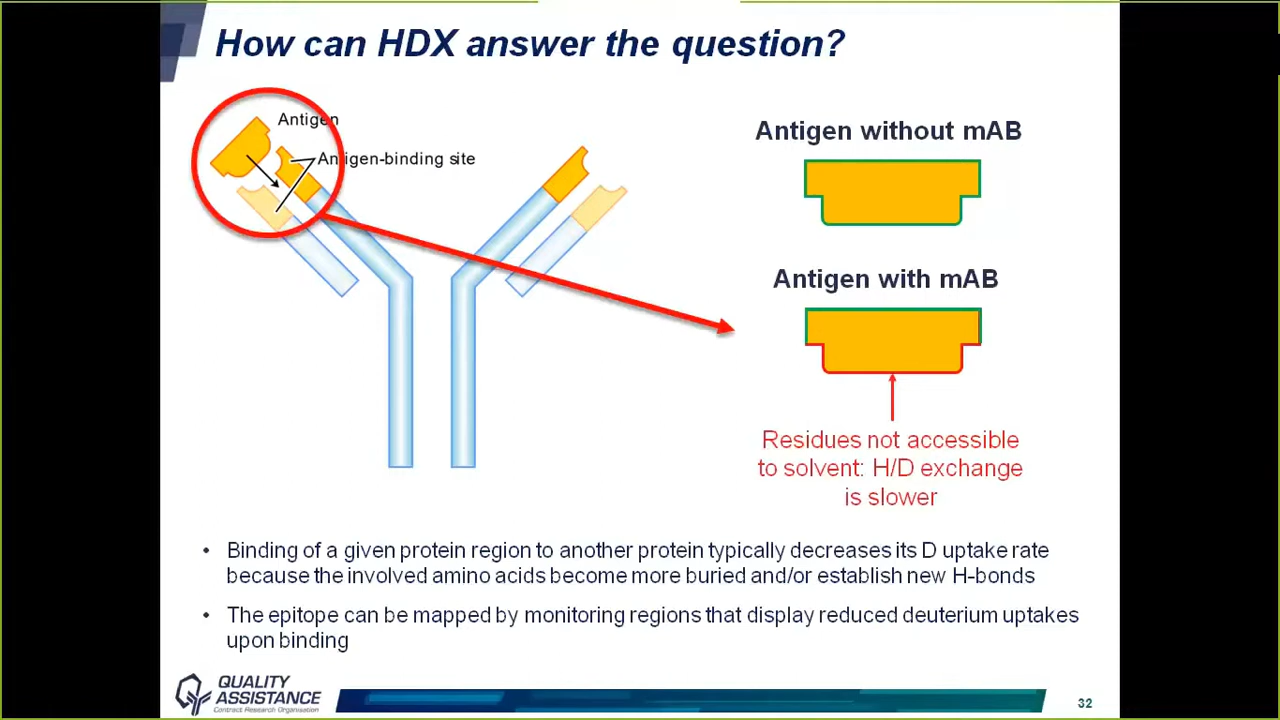 How can HDX answer the question?
Antigen
Antigen-binding site
Antigen without mAB
Antigen with mAB
Residues not accessible
to solvent: H/D exchange
is slower
• Binding of a given protein region to another protein typically decreases its D uptake rate
because the involved amino acids become more buried and/or establish new H-bonds
• The epitope can be mapped by monitoring regions that display reduced deuterium uptakes
upon binding
QUALITY
ASSISTANCE
Contract Research Organisation
32